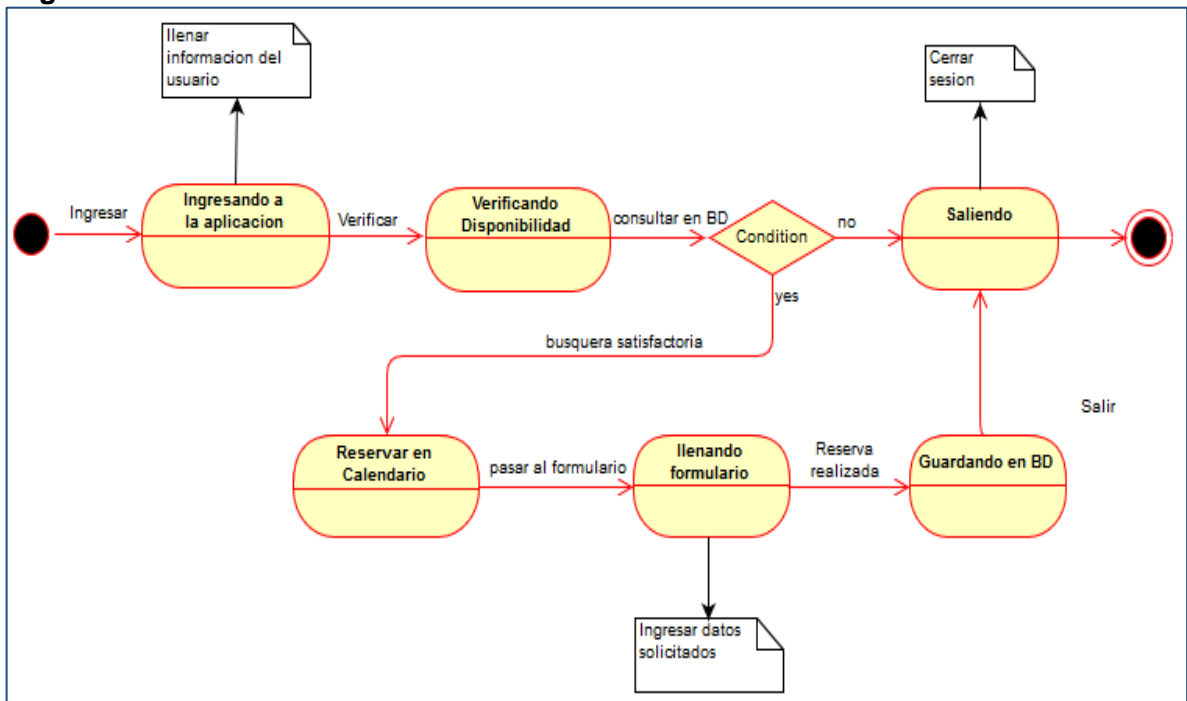 llenar
informacion del
usuario
Cerrar
sesion
Ingresar
Ingresando a
la aplicacion
Verificar
Verificando
Disponibilidad
consultar en BD
Condition
no
Saliendo
yes
busquera satisfactoria
Salir
Reservar en
Calendario
pasar al formulario
llenando
formulario
Reserva
realizada
Guardando en BD
Ingresar datos
solicitados